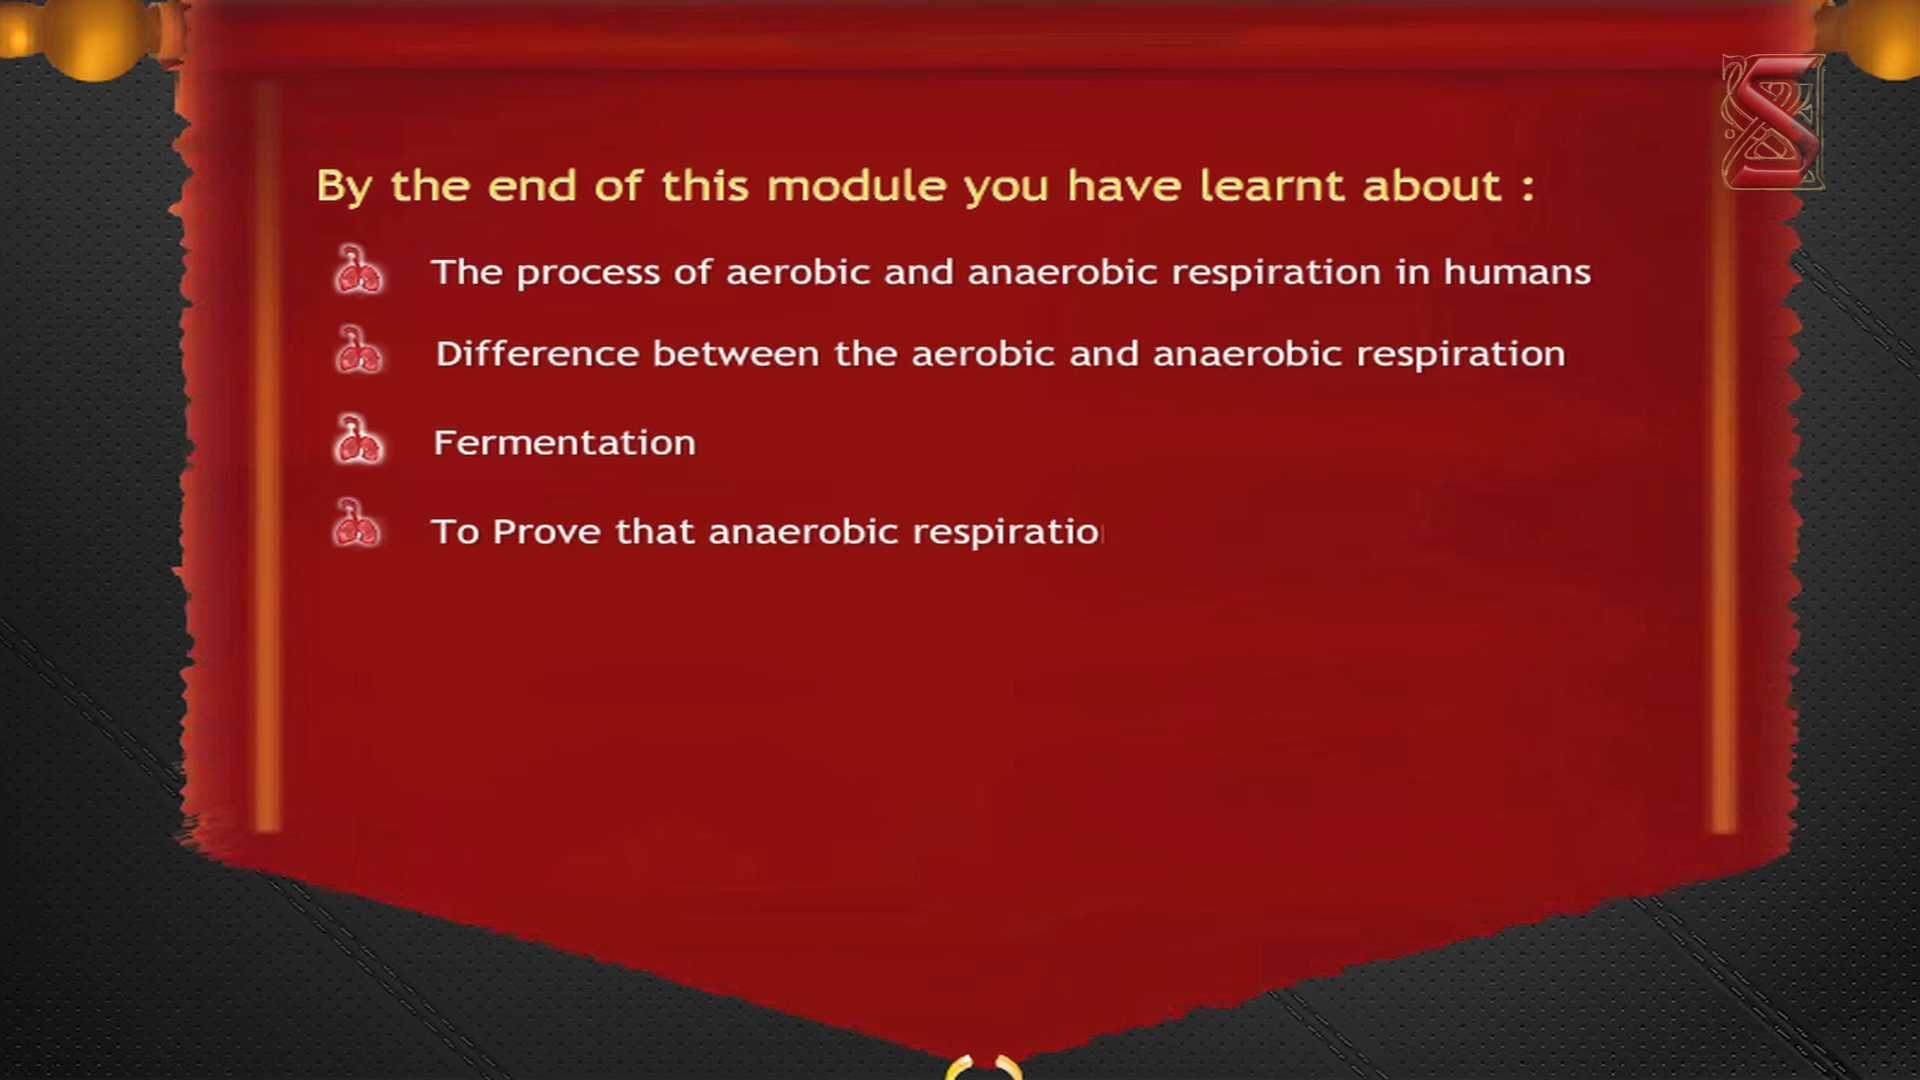 By the end of this module you have learnt about :
The process of aerobic and anaerobic respiration in humans
Difference between the aerobic and anaerobic respiration
Fermentation
To Prove that anaerobic respiratio